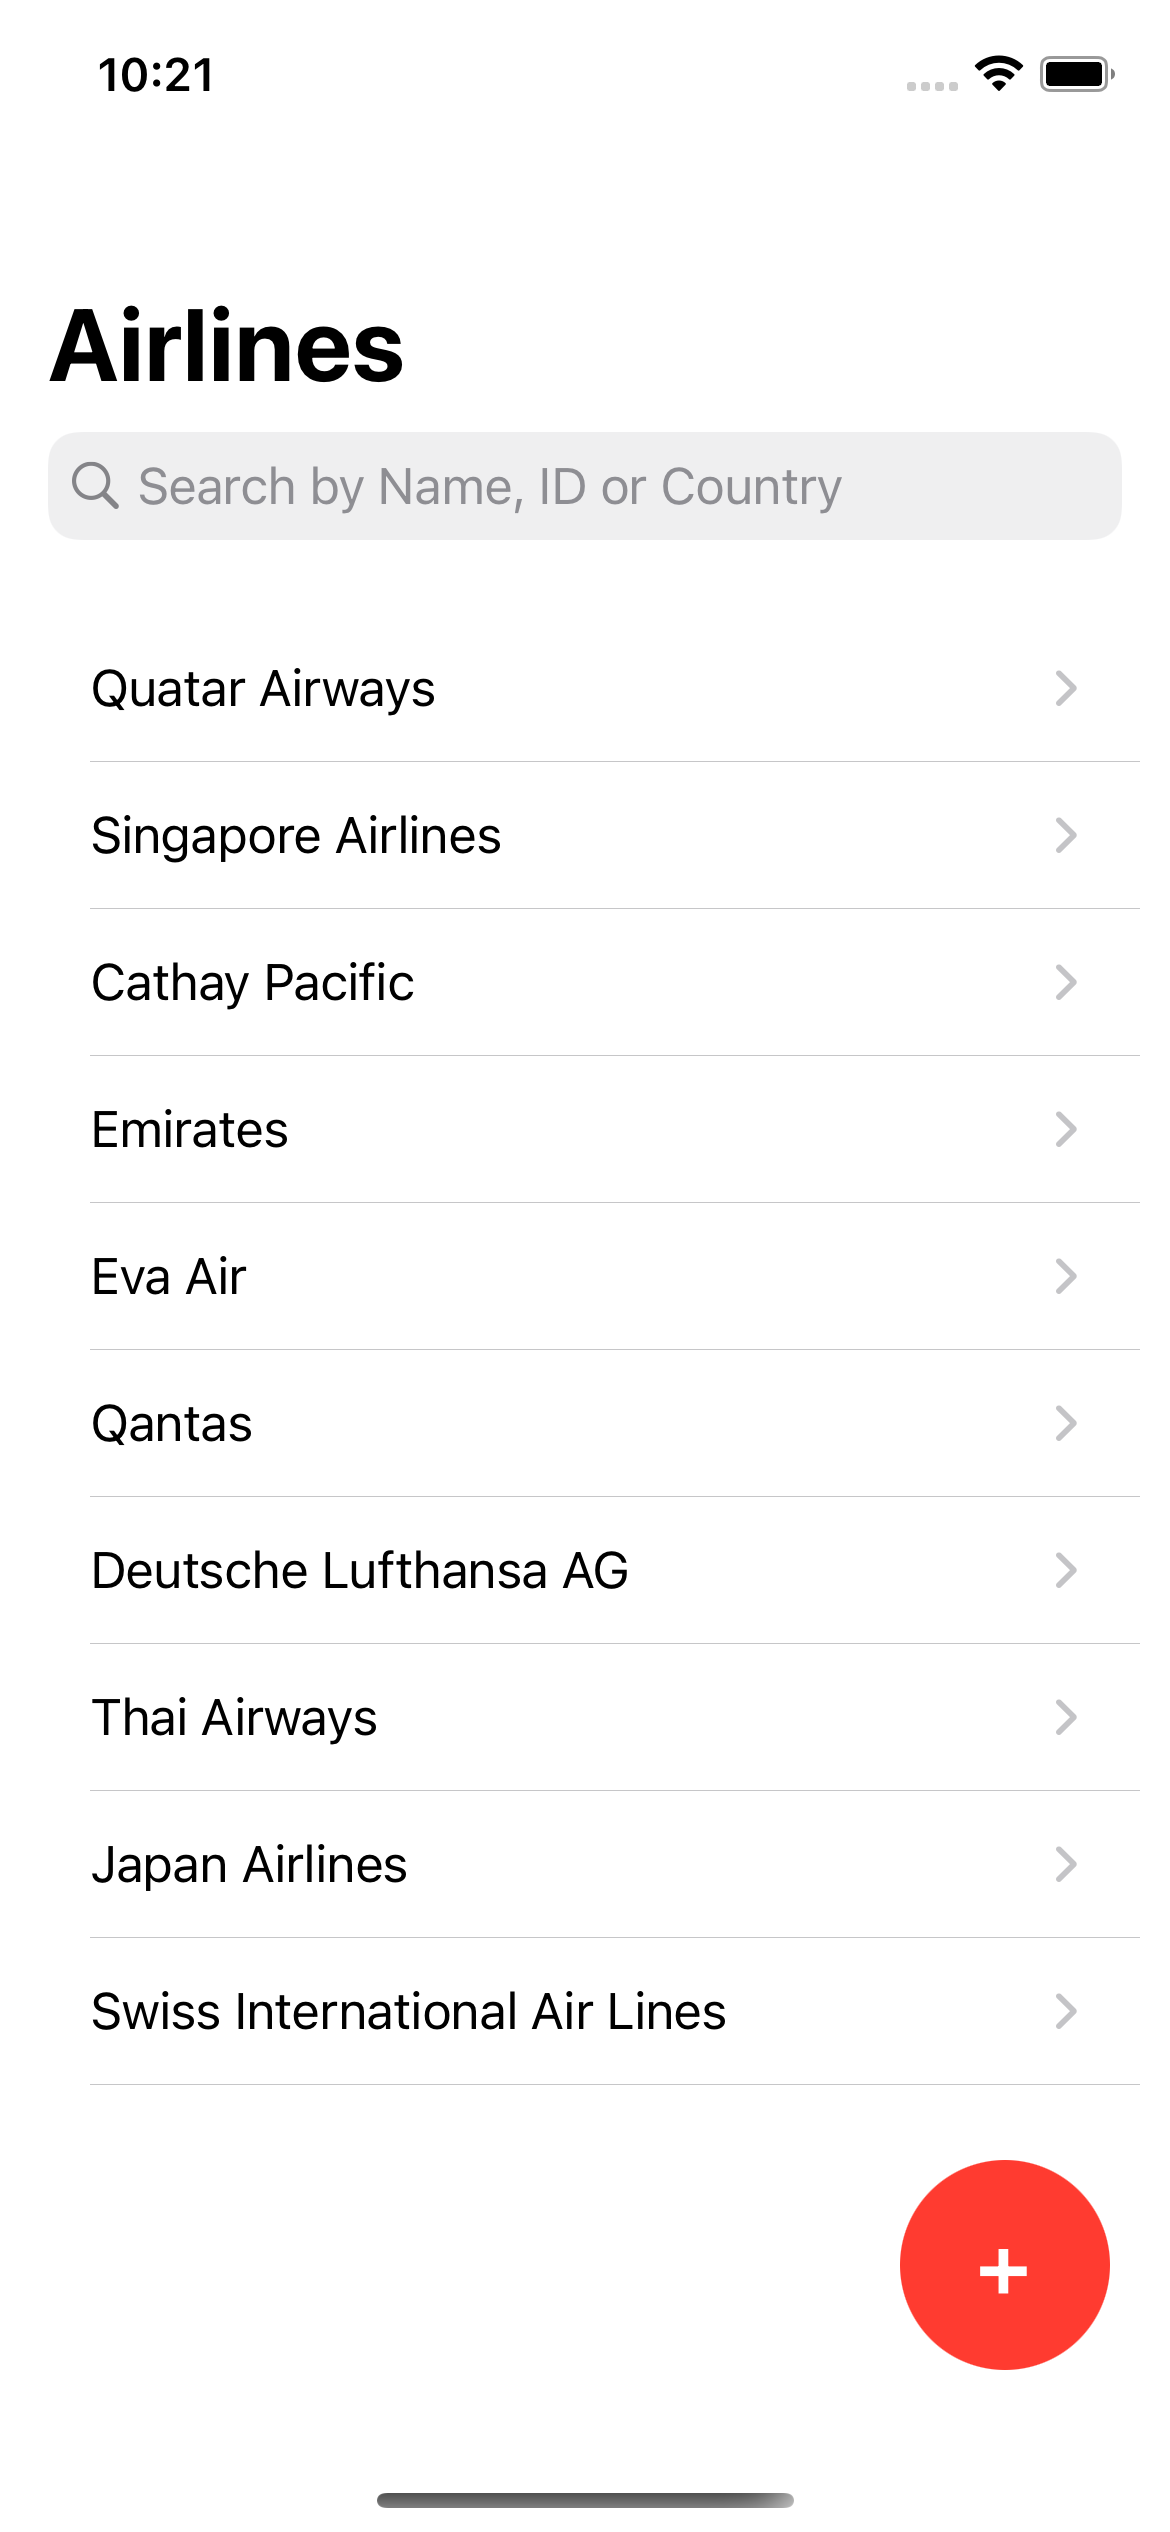 10:21
Airlines
Search by Name, ID or Country
Quatar Airways
Singapore Airlines
Cathay Pacific
Emirates
Eva Air
Qantas
Deutsche Lufthansa AG
Thai Airways
Japan Airlines
Swiss International Air Lines
+